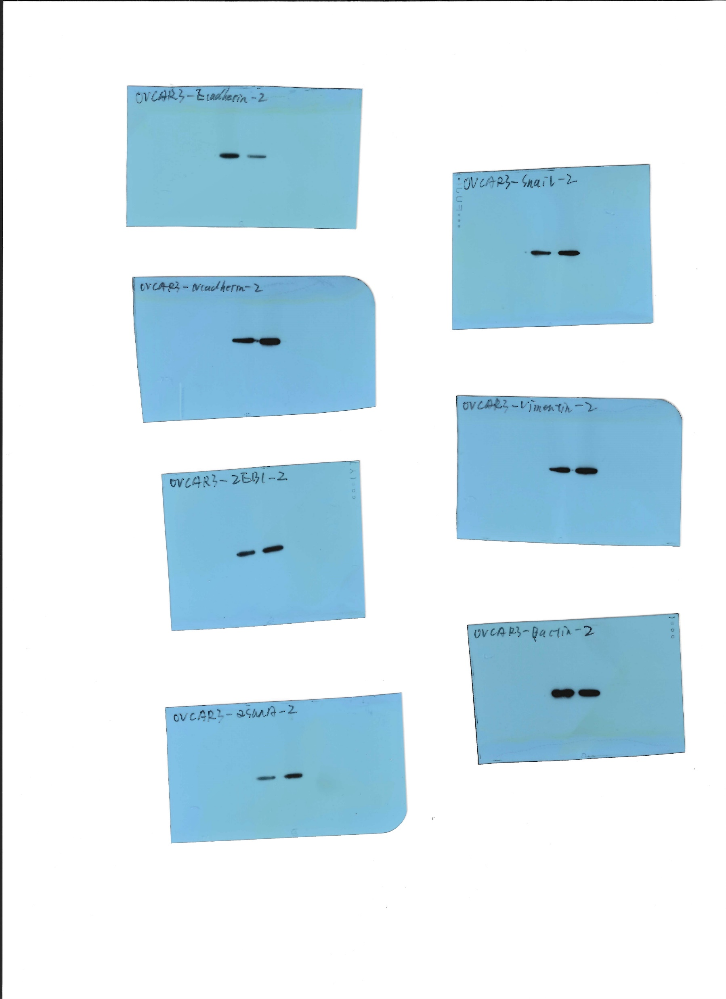 OVCAR3-Ecadherin-2
OVCAR3-Ncadherin-2
OVCAR3-ZEB1-2
OVCAR3-αSMA-2
OVCAR3-Snail-2
FUJI
OVCAR3-Vimentin-2
OVCAR3-βactin-2